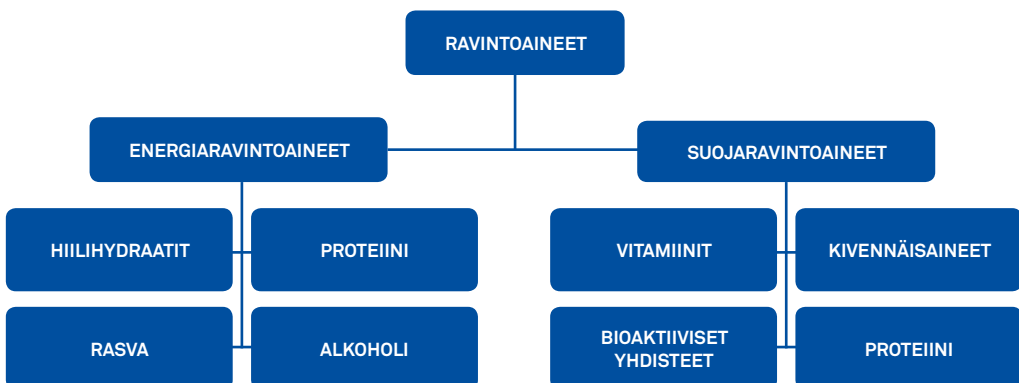 RAVINTOAINEET
ENERGIARAVINTOAINEET
SUOJARAVINTOAINEET
HIILIHYDRAATIT
PROTEIINI
VITAMIINIT
KIVENNÄISAINEET
RASVA
ALKOHOLI
BIOAKTIIVISET
YHDISTEET
PROTEIINI